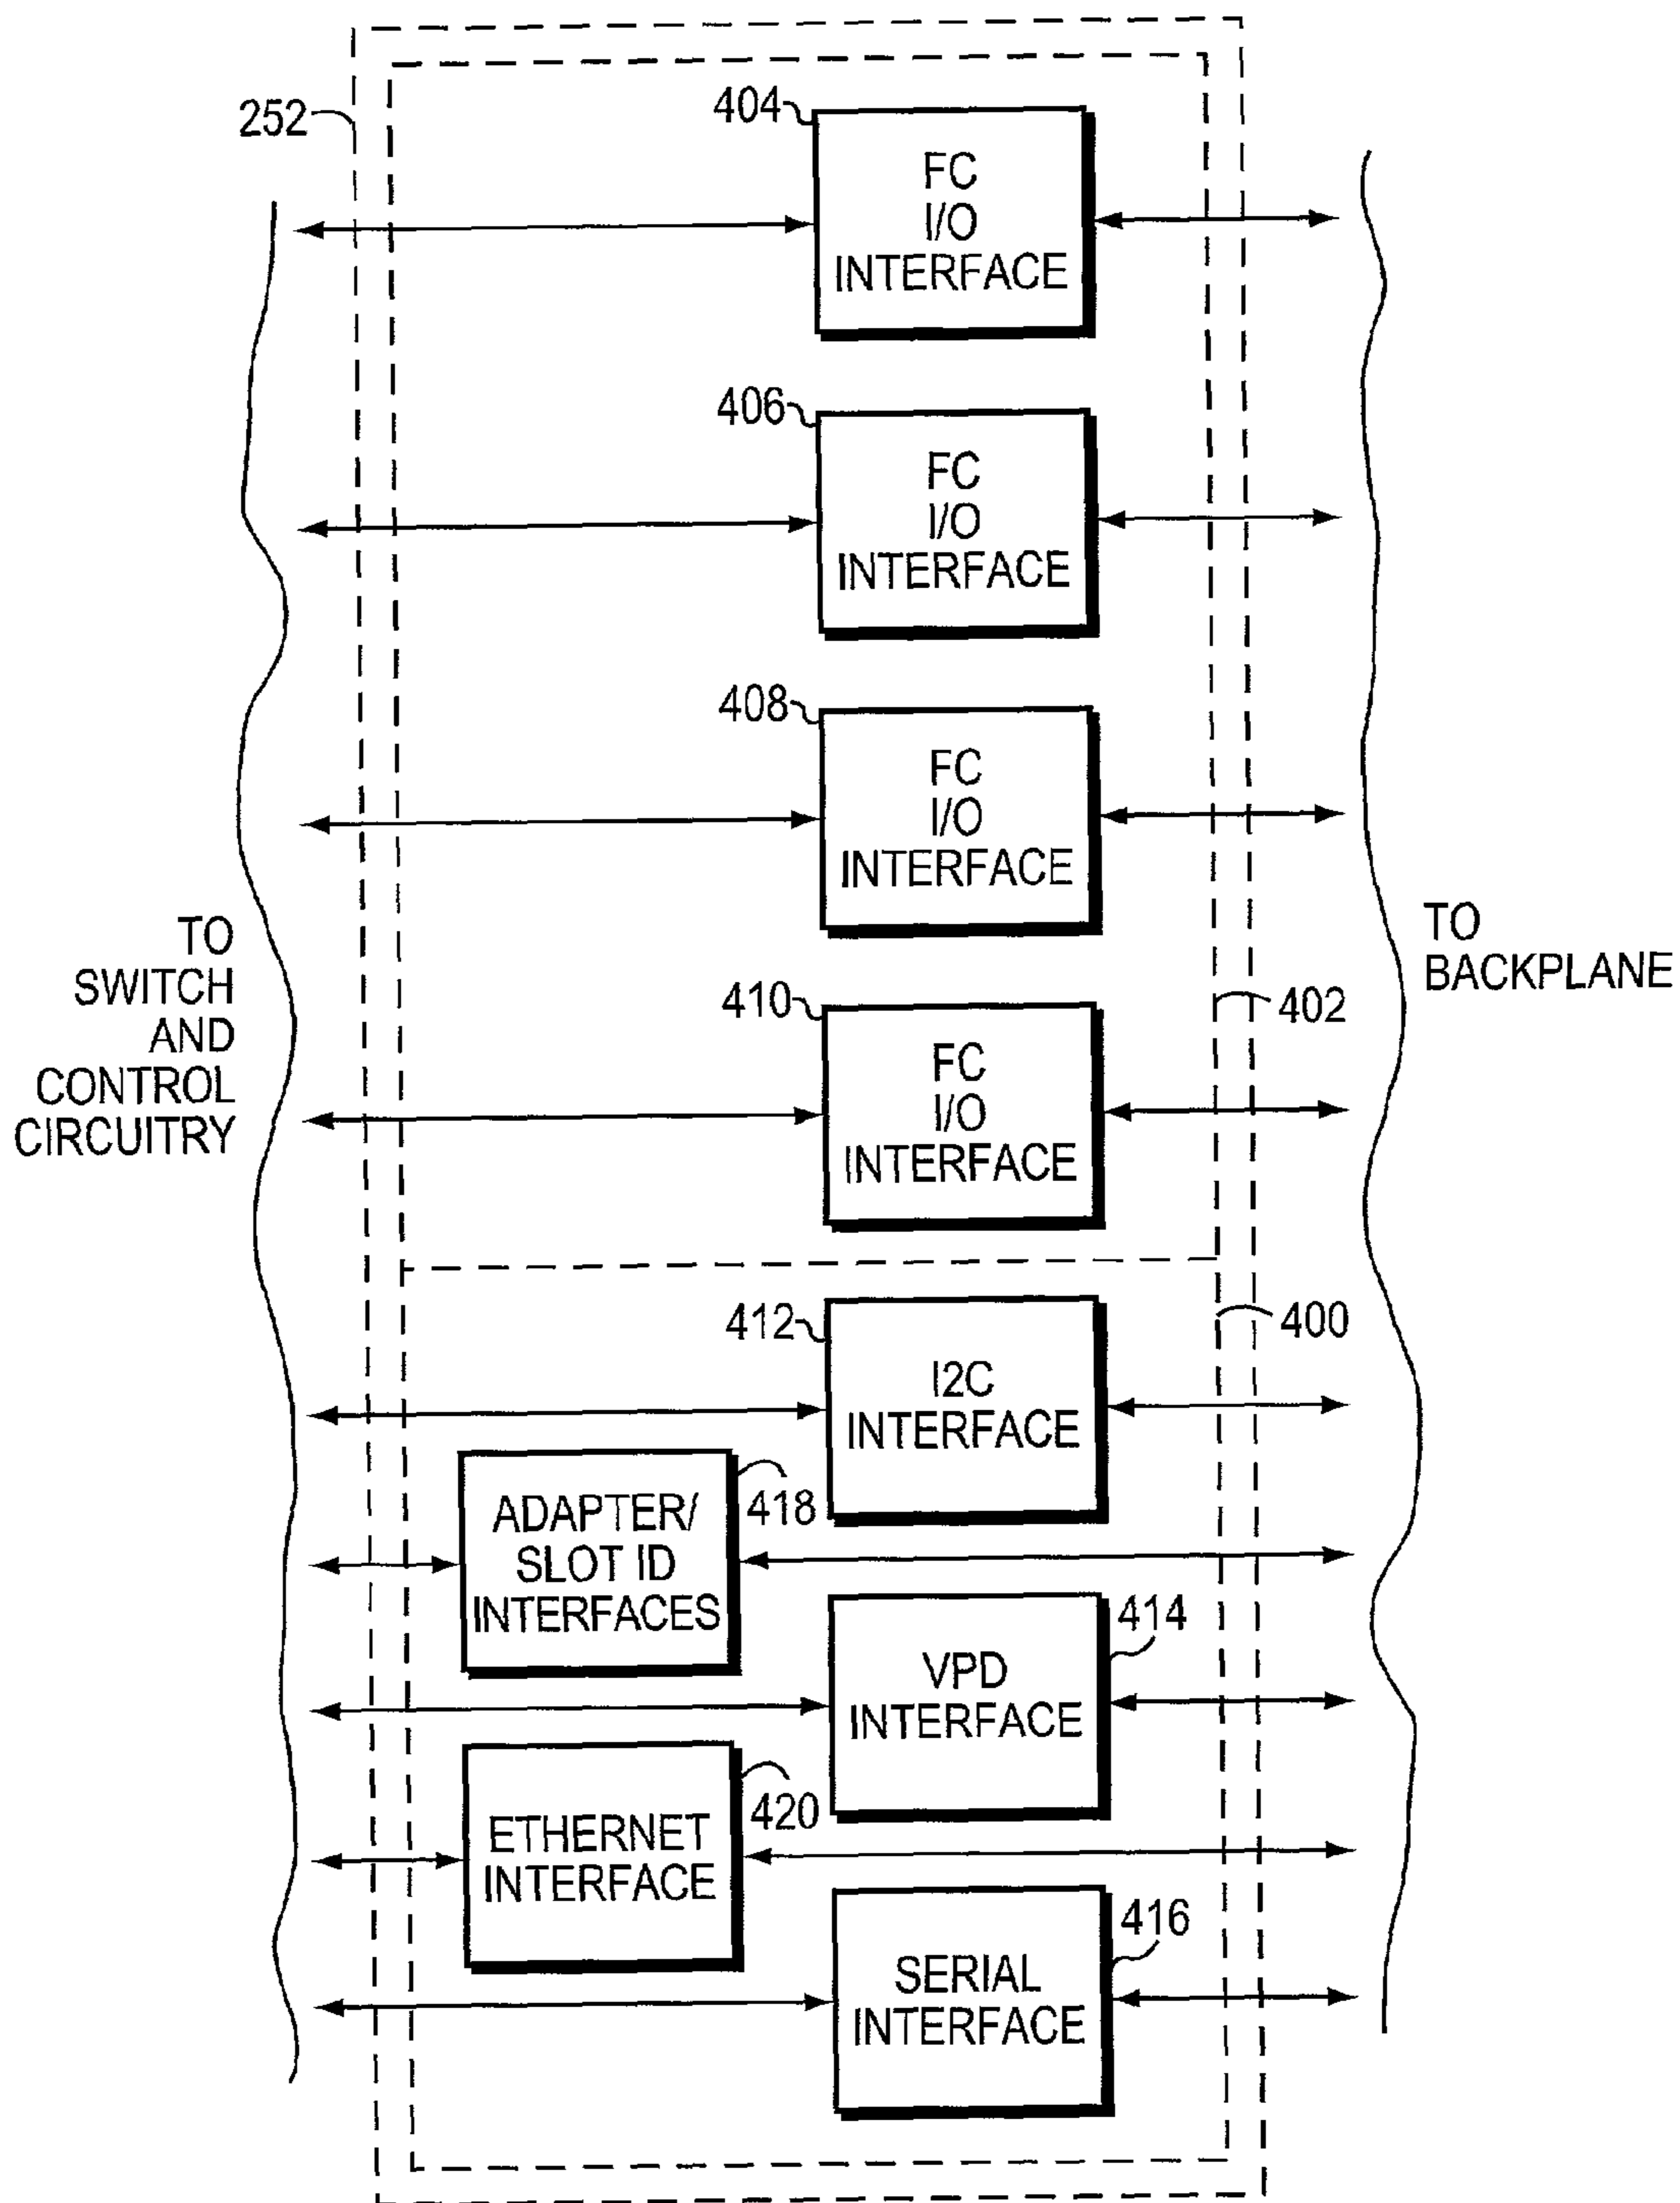 252
404
FC
I/O
INTERFACE
406
FC
I/O
INTERFACE
408
FC
I/O
INTERFACE
TO
SWITCH
AND
CONTROL
CIRCUITRY
TO
BACKPLANE
410
FC
I/O
INTERFACE
402
412
I2C
INTERFACE
400
ADAPTER/
SLOT ID
INTERFACES
418
VPD
INTERFACE
414
ETHERNET
INTERFACE
420
SERIAL
INTERFACE
416